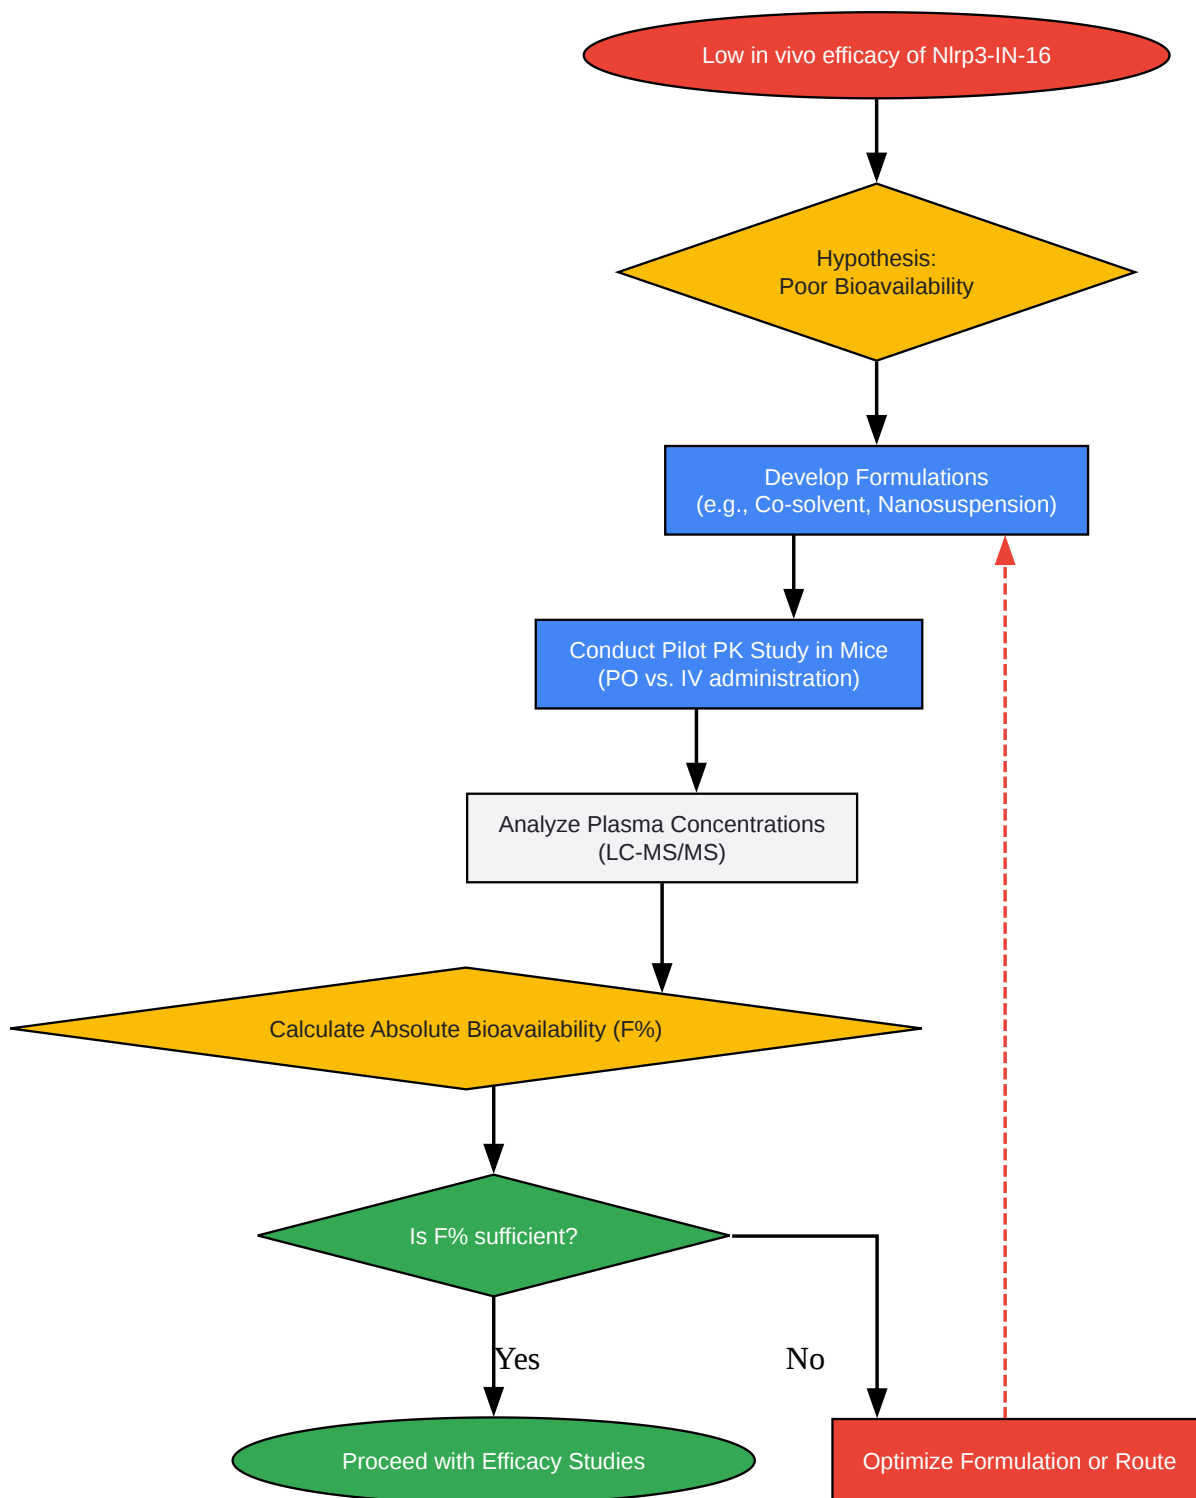 Low in vivo efficacy of Nlrp3-IN-16
Hypothesis:
Poor Bioavailability
Develop Formulations
(e.g., Co-solvent, Nanosuspension)
Conduct Pilot PK Study in Mice
(PO vs. IV administration)
Analyze Plasma Concentrations
(LC-MS/MS)
Calculate Absolute Bioavailability (F%)
Is F% sufficient?
Yes
No
Proceed with Efficacy Studies
Optimize Formulation or Route